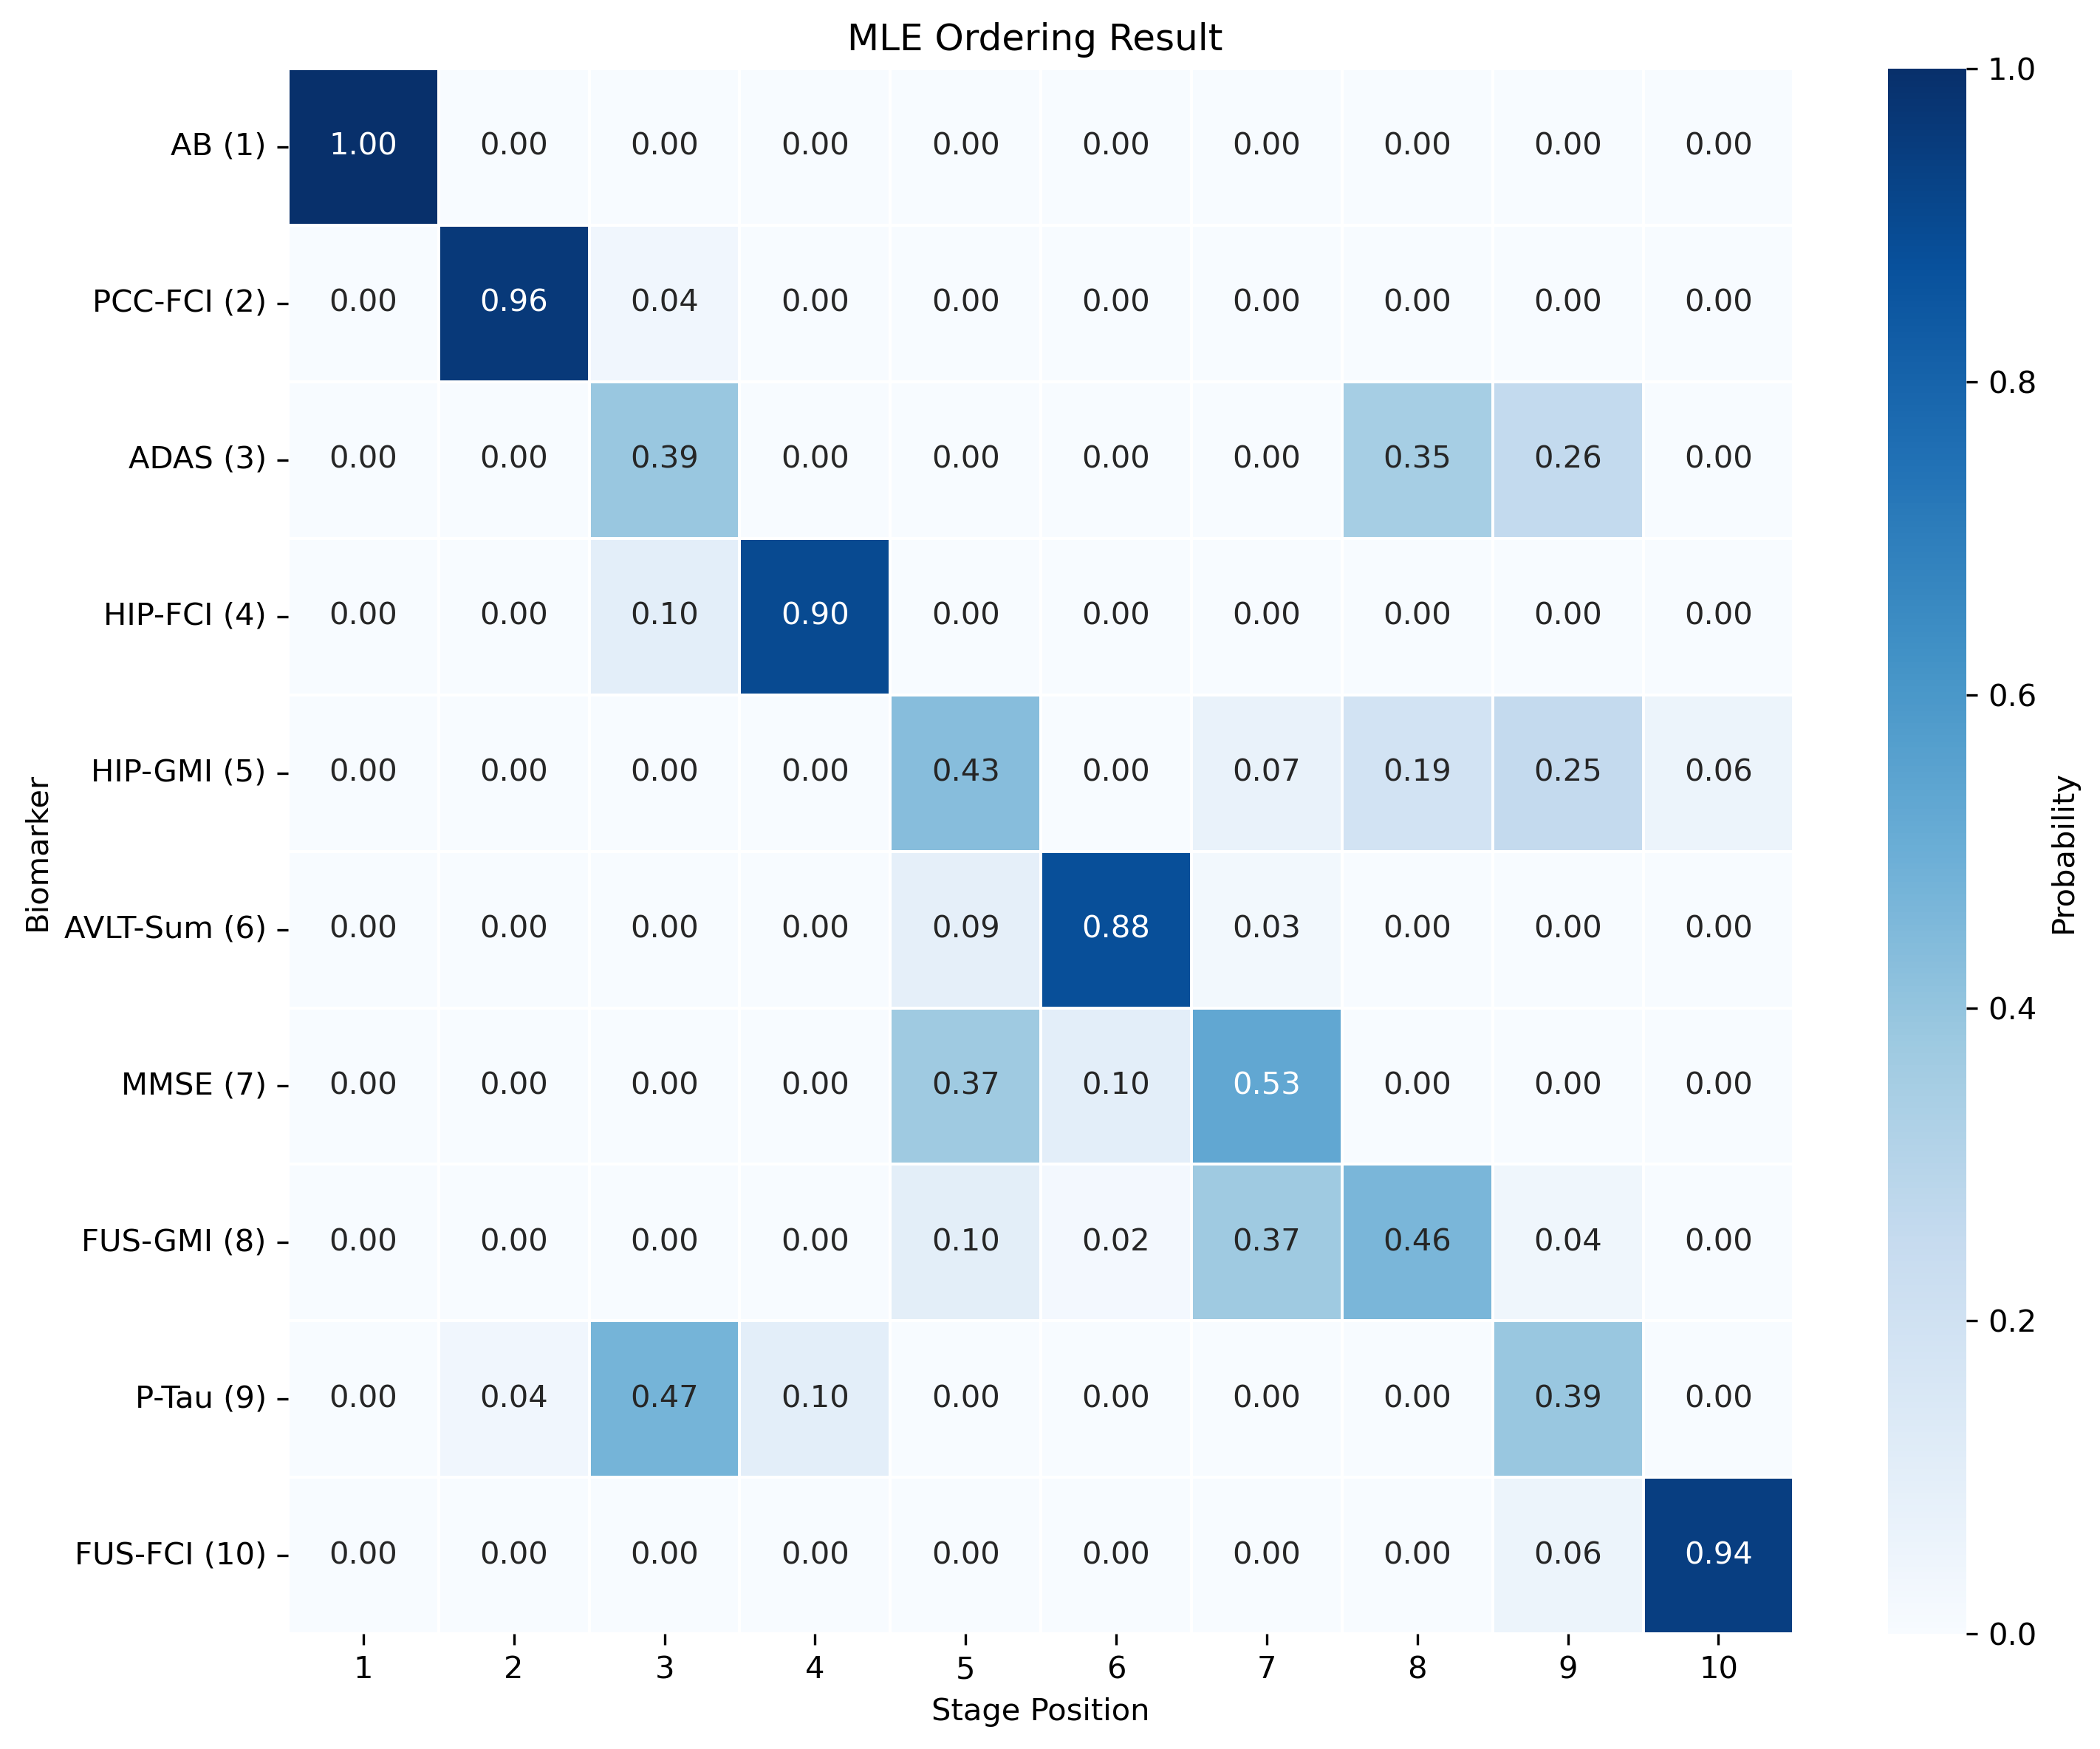 MLE Ordering Result
AB (1) 1.00 0.00 0.00 0.00 0.00 0.00 0.00 0.00 0.00 0.00
PCC-FCI (2) 0.00 0.96 0.04 0.00 0.00 0.00 0.00 0.00 0.00 0.00
ADAS (3) 0.00 0.00 0.39 0.00 0.00 0.00 0.00 0.35 0.26 0.00
HIP-FCI (4) 0.00 0.00 0.10 0.90 0.00 0.00 0.00 0.00 0.00 0.00
HIP-GMI (5) 0.00 0.00 0.00 0.00 0.43 0.00 0.07 0.19 0.25 0.06
AVLT-Sum (6) 0.00 0.00 0.00 0.00 0.09 0.88 0.03 0.00 0.00 0.00
MMSE (7) 0.00 0.00 0.00 0.00 0.37 0.10 0.53 0.00 0.00 0.00
FUS-GMI (8) 0.00 0.00 0.00 0.00 0.10 0.02 0.37 0.46 0.04 0.00
P-Tau (9) 0.00 0.04 0.47 0.10 0.00 0.00 0.00 0.00 0.39 0.00
FUS-FCI (10) 0.00 0.00 0.00 0.00 0.00 0.00 0.00 0.00 0.06 0.94
1 2 3 4 5 6 7 8 9 10
Stage Position
Biomarker
1.0
0.8
0.6
0.4
0.2
0.0
Probability